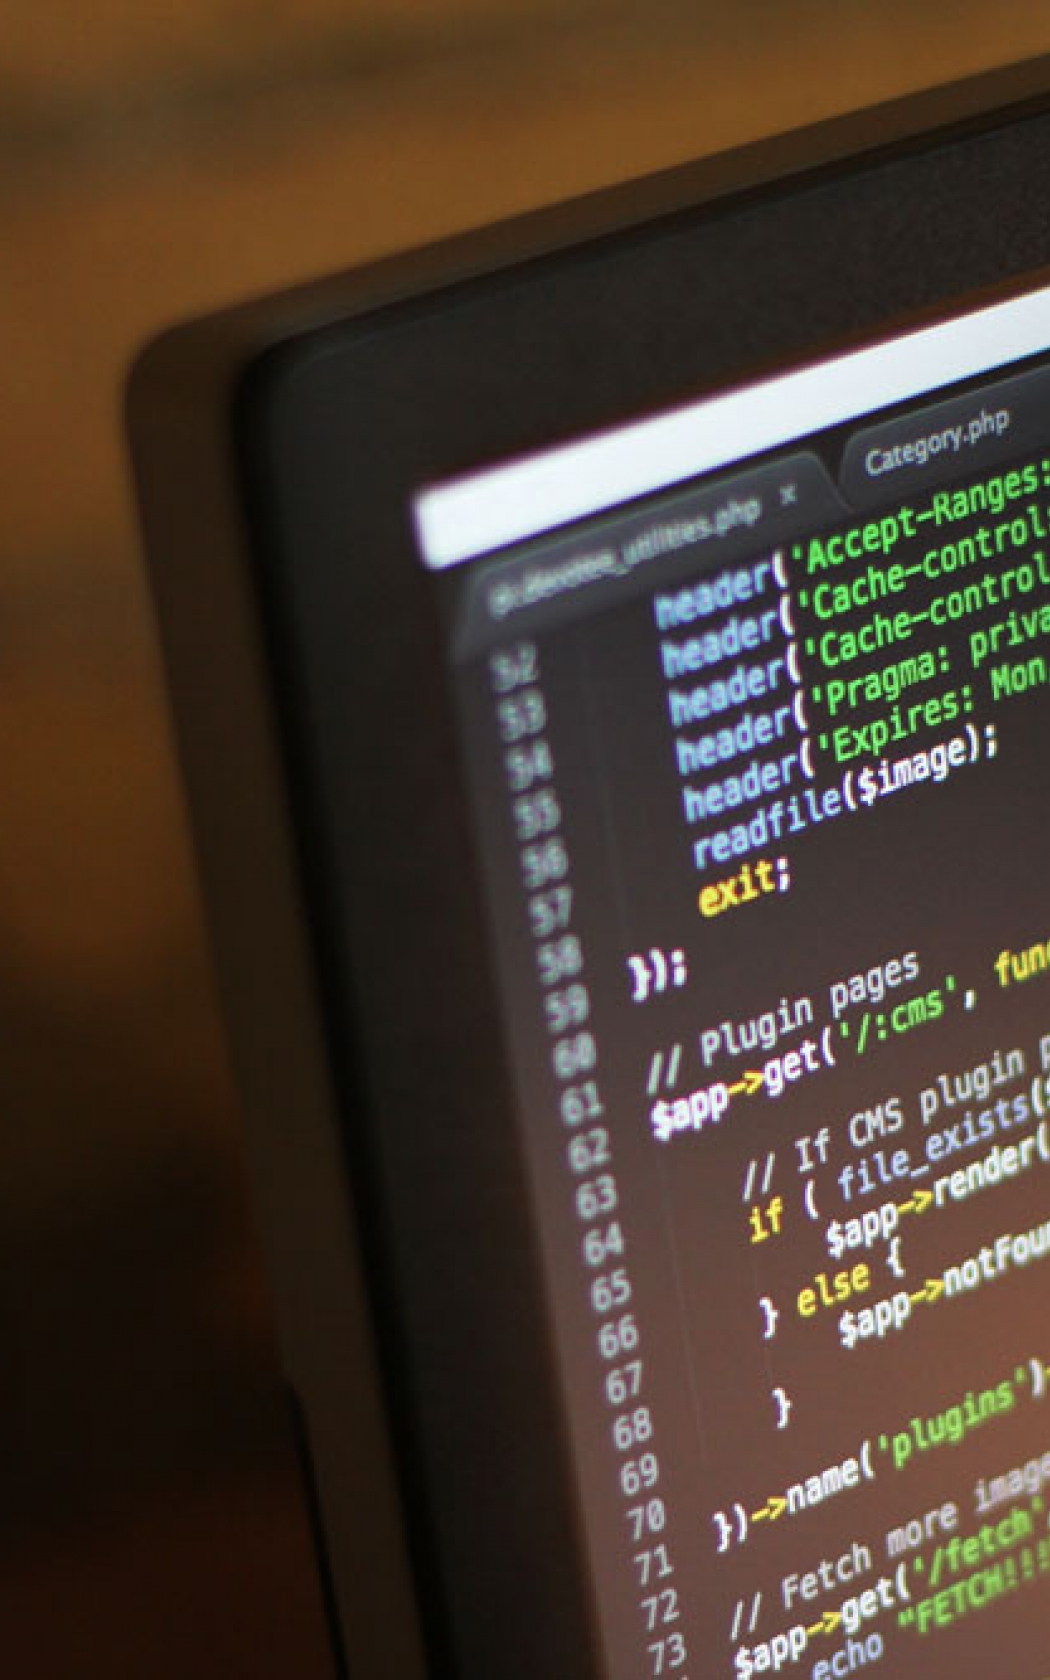 utilities.php × Category.php
52 header('Accept-Ranges:
53 header('Cache-control:
54 header('Cache-control
55 header('Pragma: priva
56 header('Expires: Mon,
57 readfile($image);
58 exit;
59 });
60
61 // Plugin pages
62 $app->get('/:cms', func
63 // If CMS plugin p
64 if ( file_exists($
65 $app->render(
66 } else {
67 $app->notFoun
68 }
69
70 })->name('plugins')-
71
72 // Fetch more image
73 $app->get('/fetch'
echo "FETCH!!!